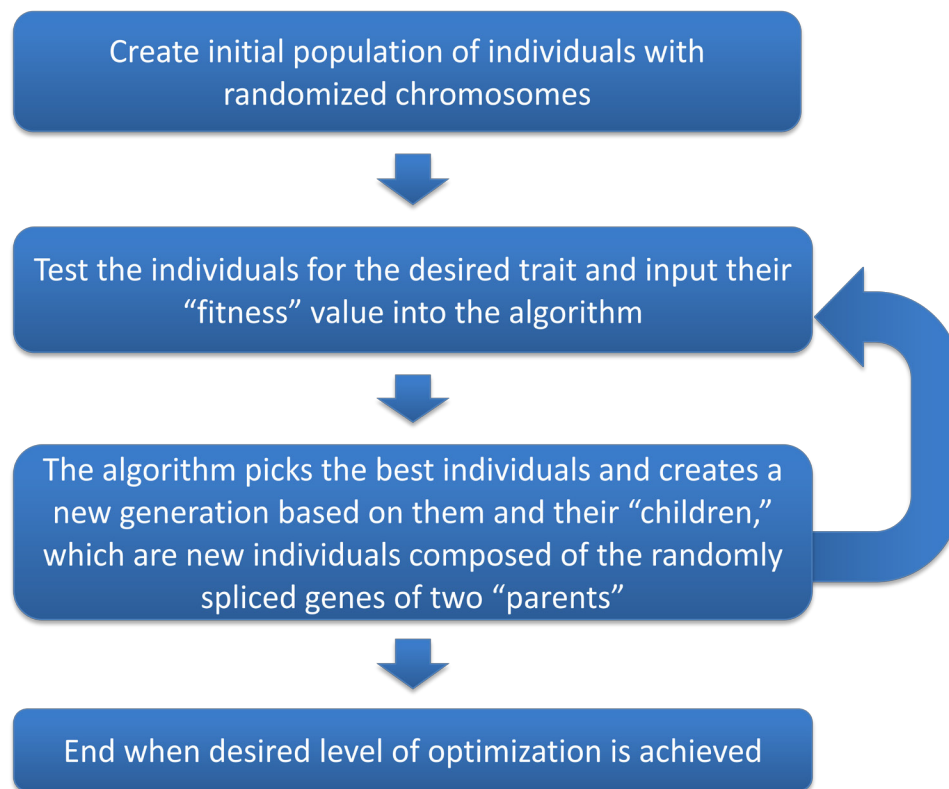 Create initial population of individuals with
randomized chromosomes
Test the individuals for the desired trait and input their
“fitness” value into the algorithm
The algorithm picks the best individuals and creates a
new generation based on them and their “children,”
which are new individuals composed of the randomly
spliced genes of two “parents”
End when desired level of optimization is achieved